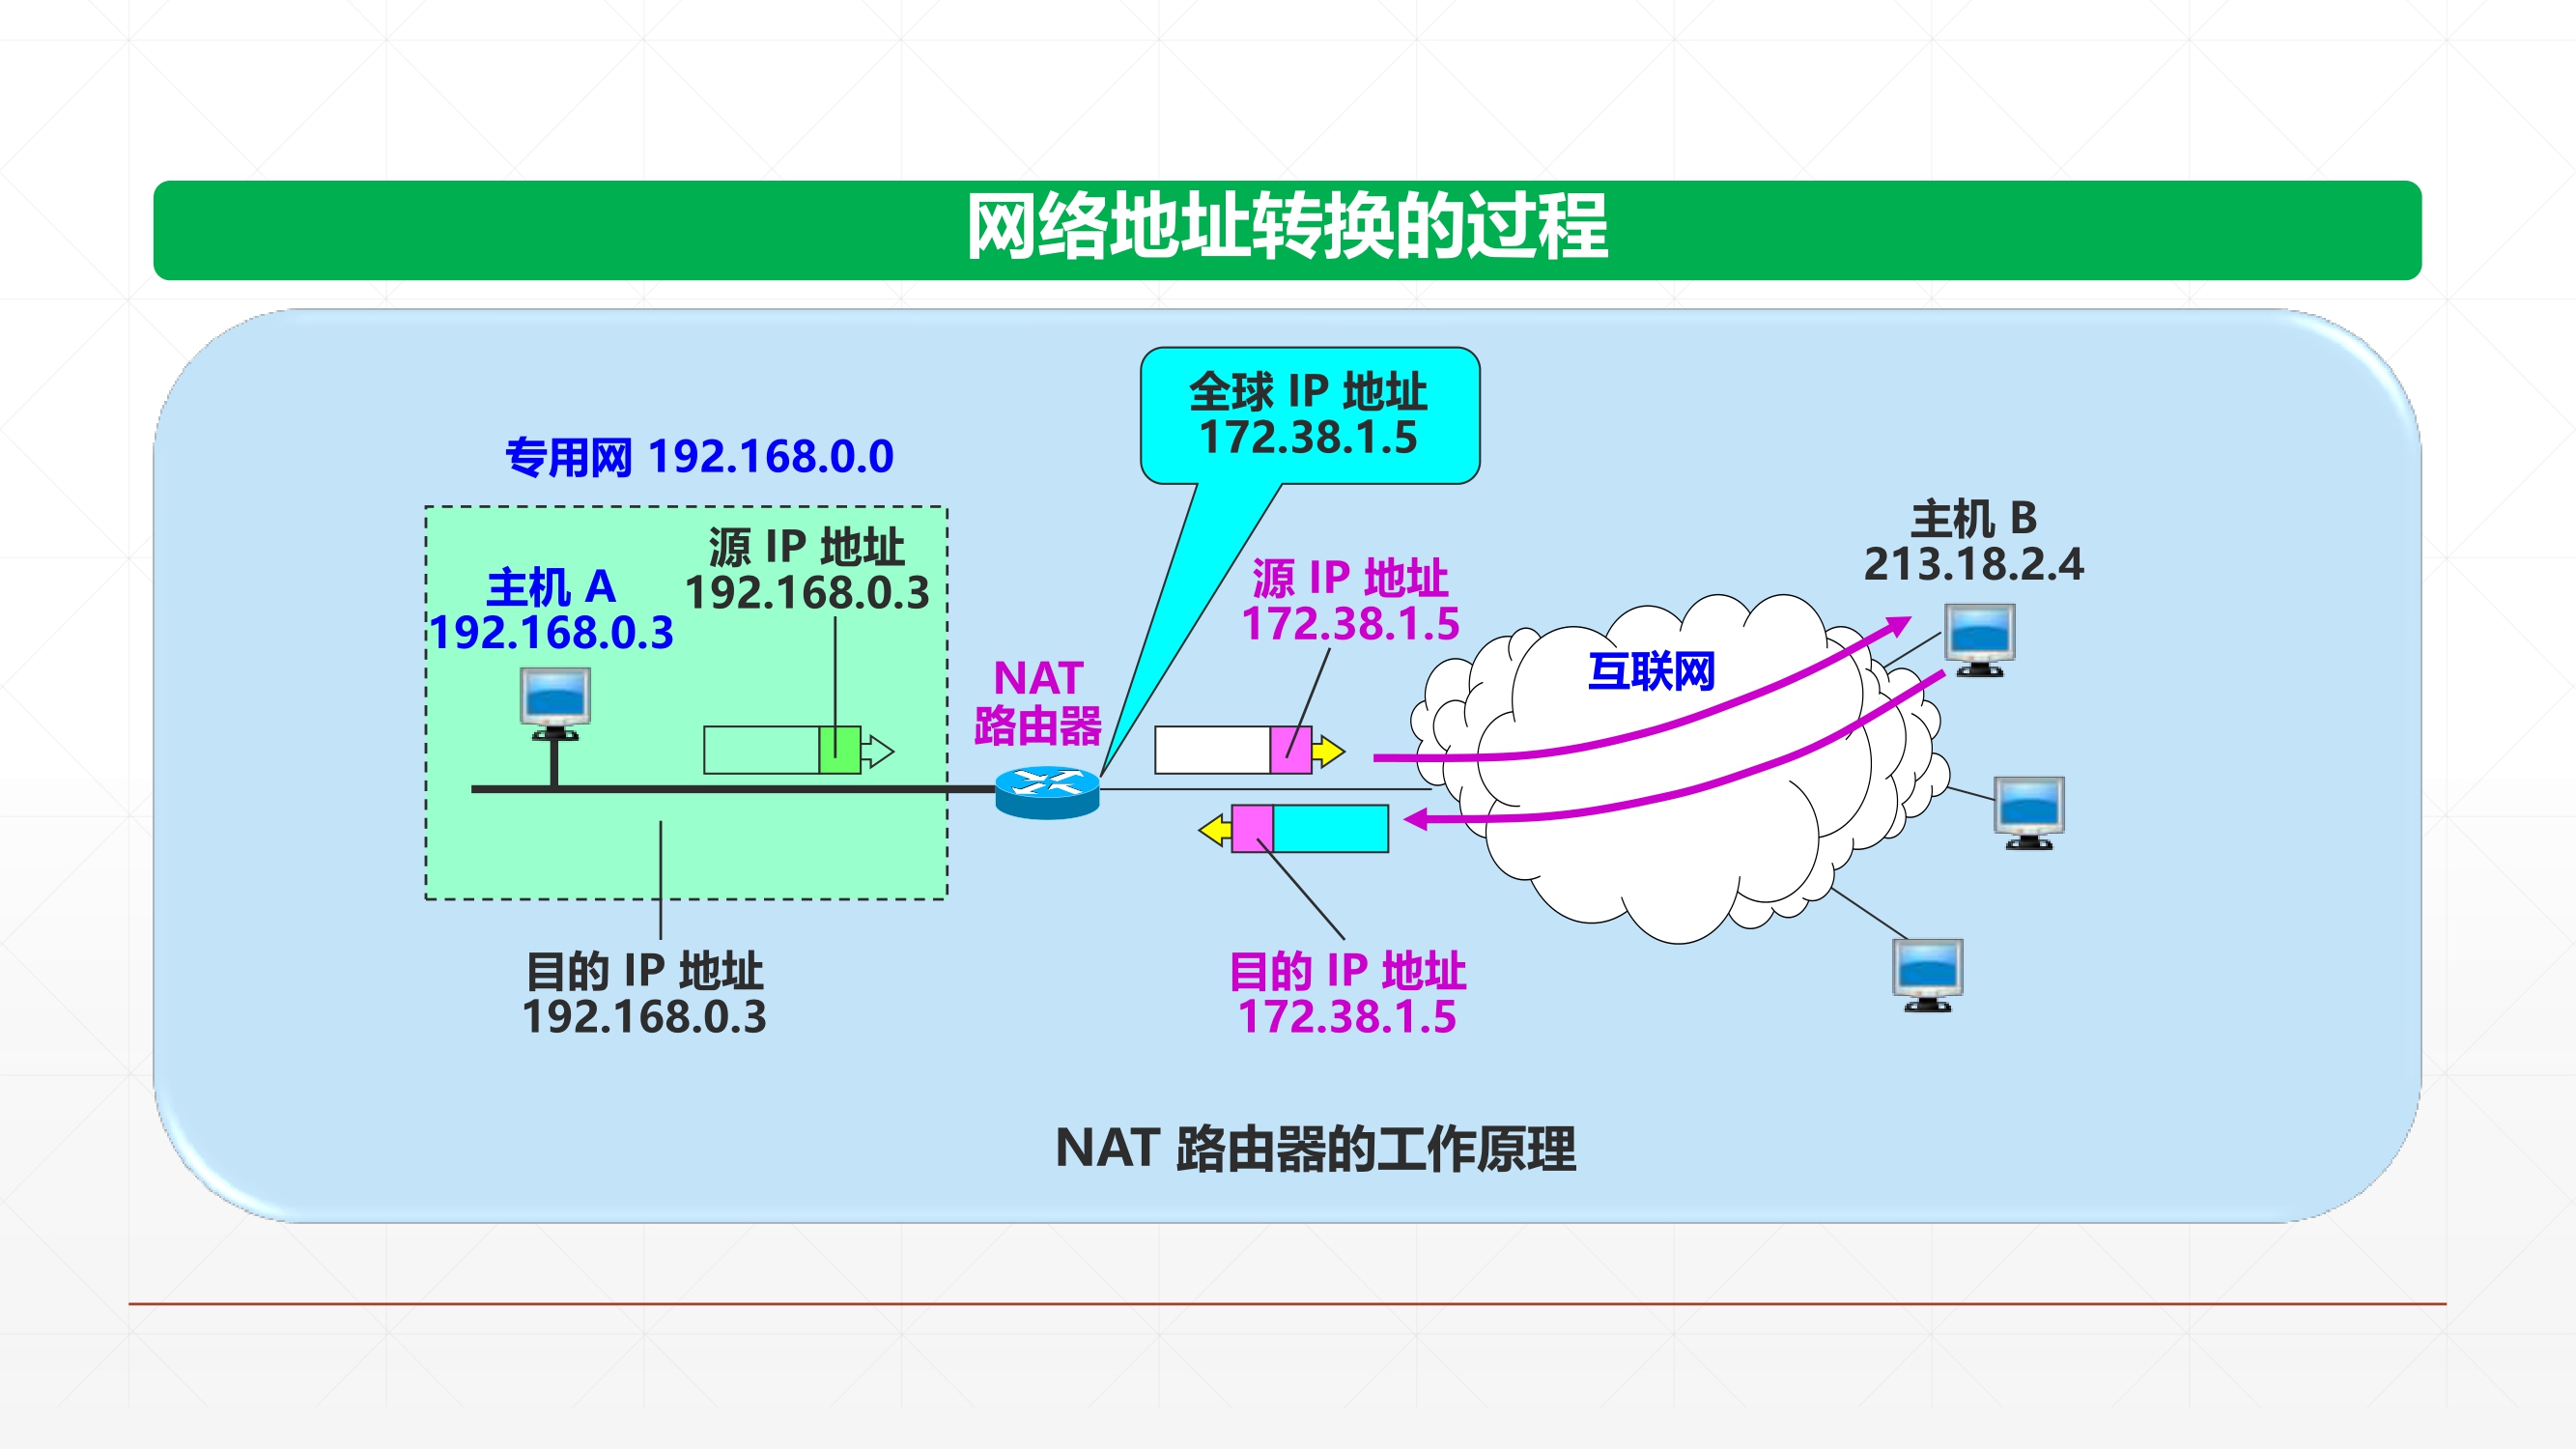 网络地址转换的过程
全球 IP 地址
172.38.1.5
专用网 192.168.0.0
源 IP 地址
192.168.0.3
主机 A
192.168.0.3
NAT
路由器
源 IP 地址
172.38.1.5
互联网
主机 B
213.18.2.4
目的 IP 地址
192.168.0.3
目的 IP 地址
172.38.1.5
NAT 路由器的工作原理